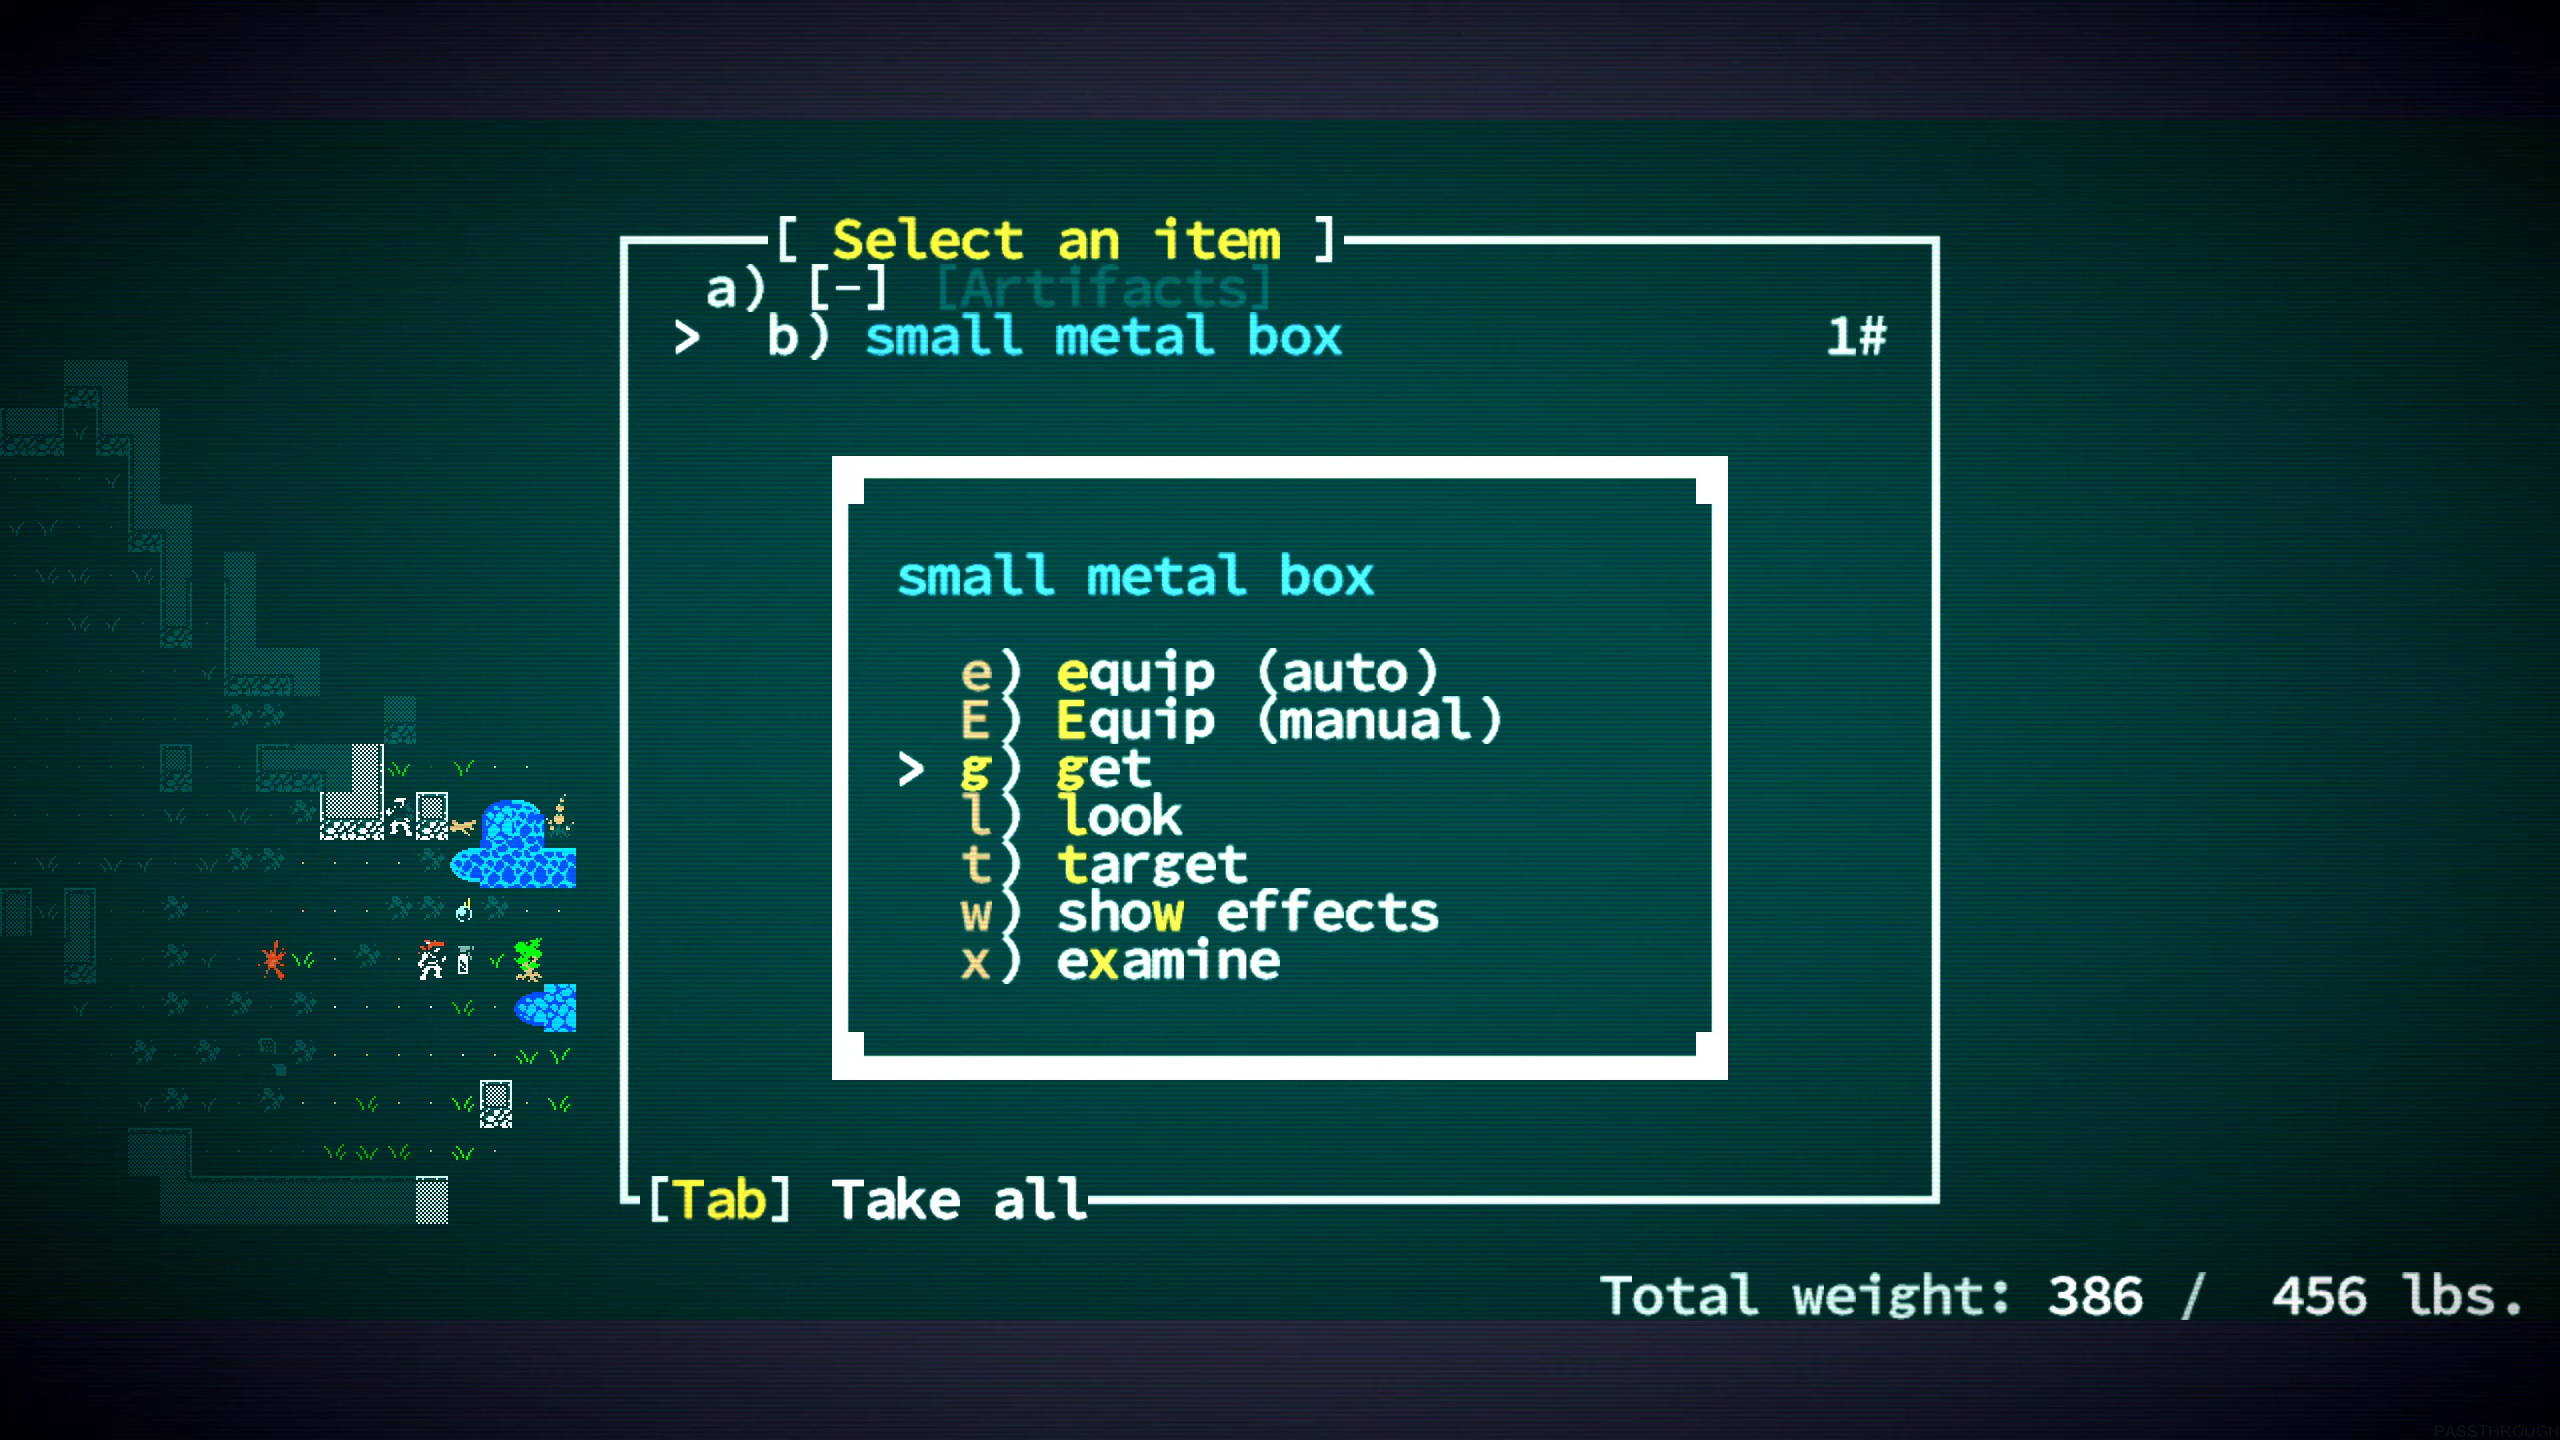 [ Select an item ]
a) [-] [Artifacts]
> b) small metal box 1#
small metal box
e) equip (auto)
E) Equip (manual)
> g) get
l) look
t) target
w) show effects
x) examine
[Tab] Take all
Total weight: 386 / 456 lbs.
PASSTHROUGH